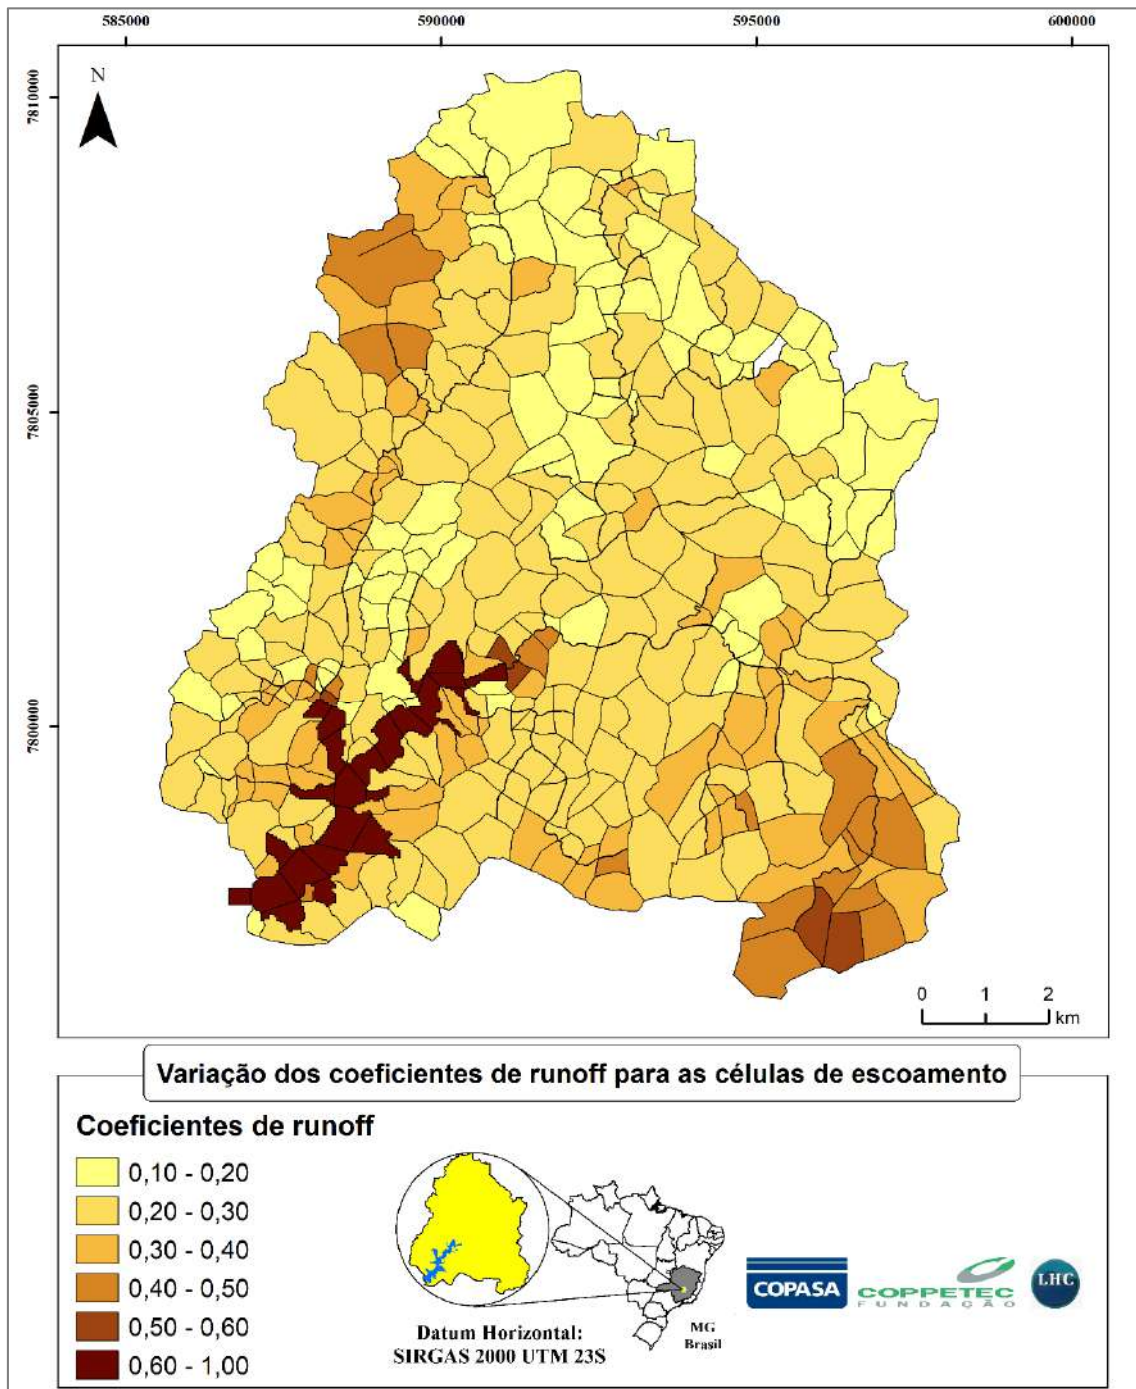 585000 590000 595000 600000
7810000
7805000
7800000
N
0 1 2
km
Variação dos coeficientes de runoff para as células de escoamento
Coeficientes de runoff
0,10 - 0,20
0,20 - 0,30
0,30 - 0,40
0,40 - 0,50
0,50 - 0,60
0,60 - 1,00
Datum Horizontal:
SIRGAS 2000 UTM 23S
MG
Brasil
COPASA
COPPETEC
FUNDAÇÃO
LHC